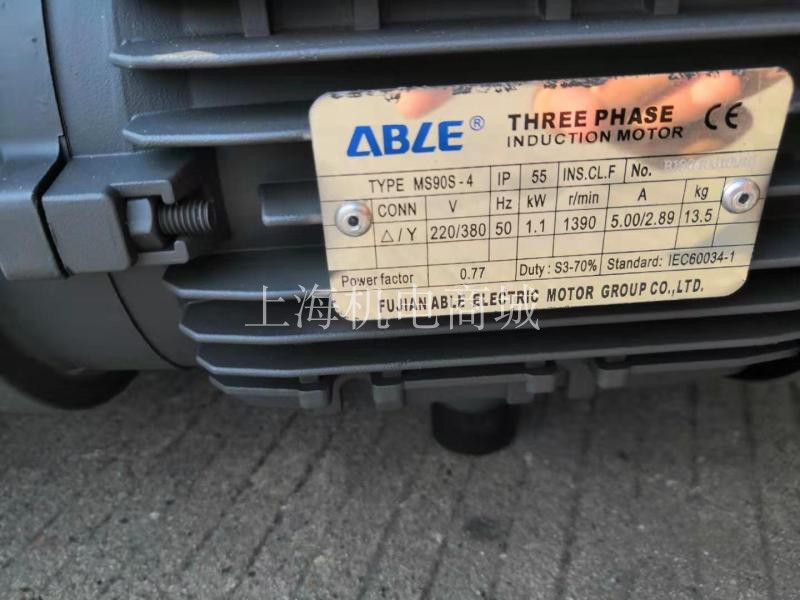 ABLE® THREE PHASE CE
INDUCTION MOTOR
TYPE MS90S-4 IP 55 INS.CL.F No.
CONN V Hz kW r/min A kg
△/Y 220/380 50 1.1 1390 5.00/2.89 13.5
Power factor 0.77 Duty: S3-70% Standard: IEC60034-1
FUJIAN ABLE ELECTRIC MOTOR GROUP CO.,LTD.
上海机电商城